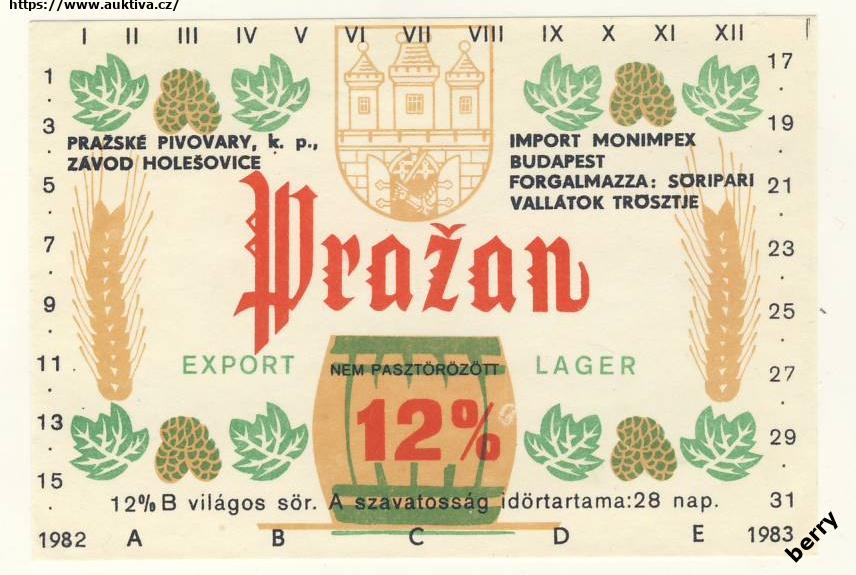 https://www.auktiva.cz/
I II III IV V VI VII VIII IX X XI XII
1
.
3
.
5
.
7
.
9
.
11
.
13
.
15
.
17
.
19
.
21
.
23
.
25
.
27
.
29
.
31
PRAŽSKÉ PIVOVARY, k. p.,
ZÁVOD HOLEŠOVICE
IMPORT MONIMPEX
BUDAPEST
FORGALMAZZA: SÖRIPARI
VALLATOK TRÖSZTJE
Pražan
EXPORT LAGER
NEM PASZTÖRÖZÖTT
12%
12% B világos sör. A szavatosság idörtartama:28 nap.
1982 A B C D E 1983
berry